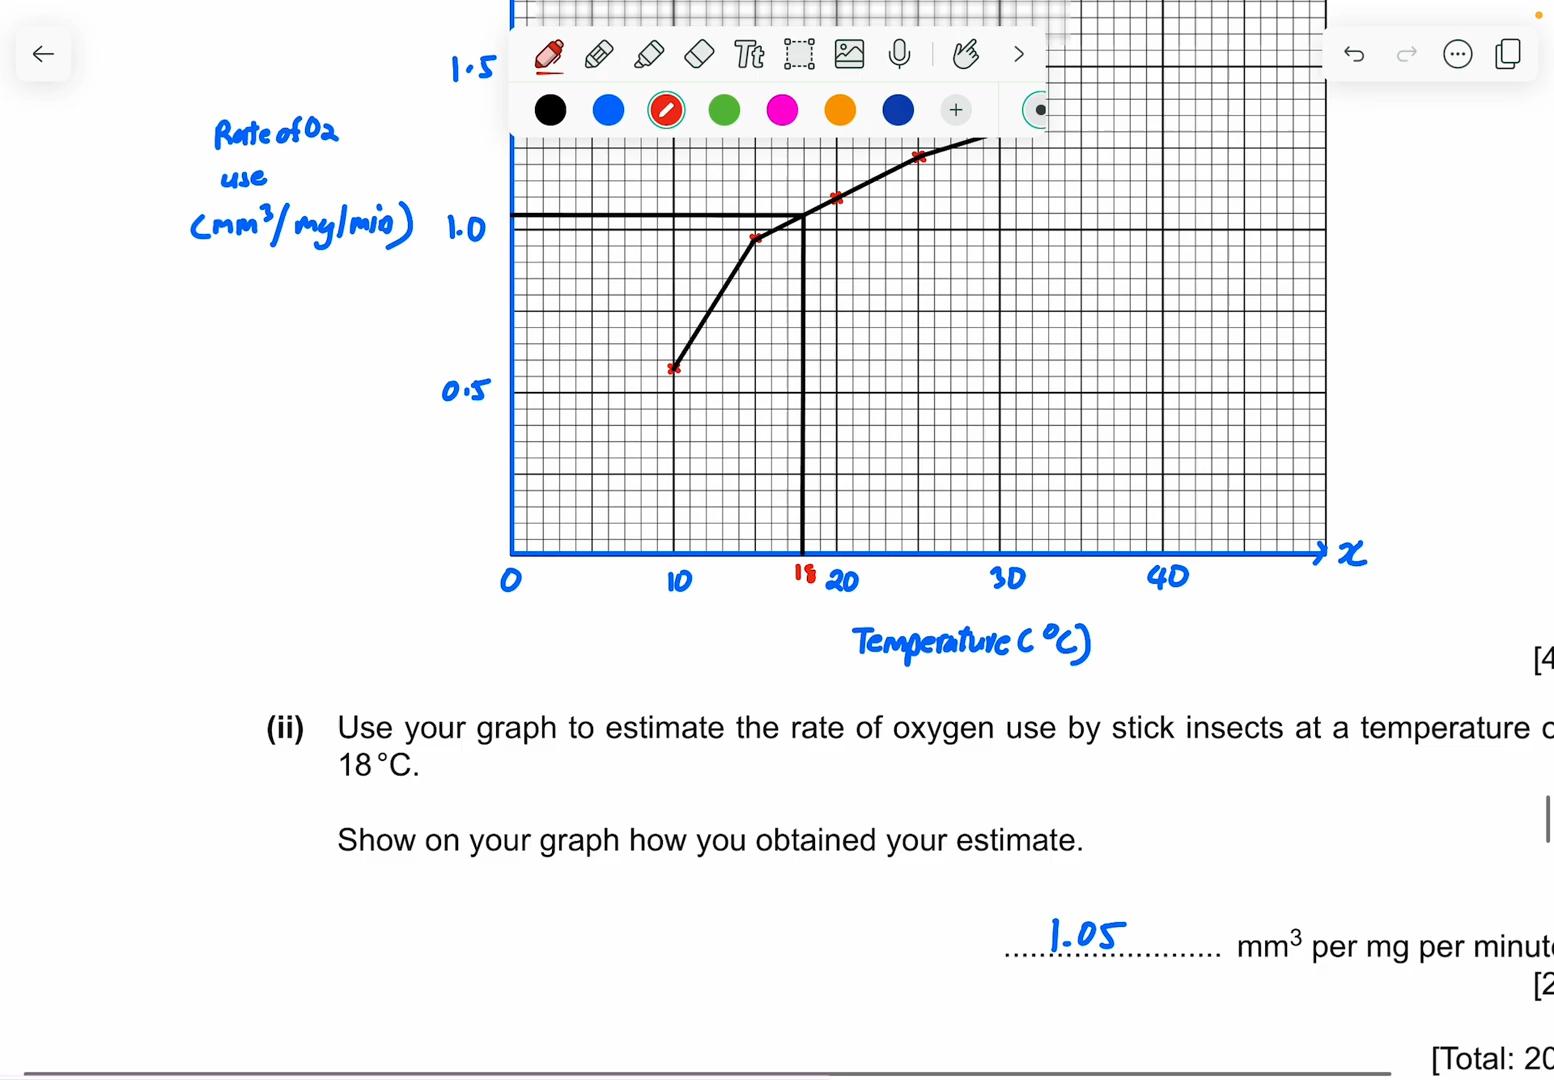 1.5
Tt
Rate of O2
use
(mm³/mg/min)
1.0
0.5
0 10 18 20 30 40 x
Temperature (°C)
[4
(ii) Use your graph to estimate the rate of oxygen use by stick insects at a temperature o
18 °C.
Show on your graph how you obtained your estimate.
1.05
........................ mm³ per mg per minute
[2
[Total: 20